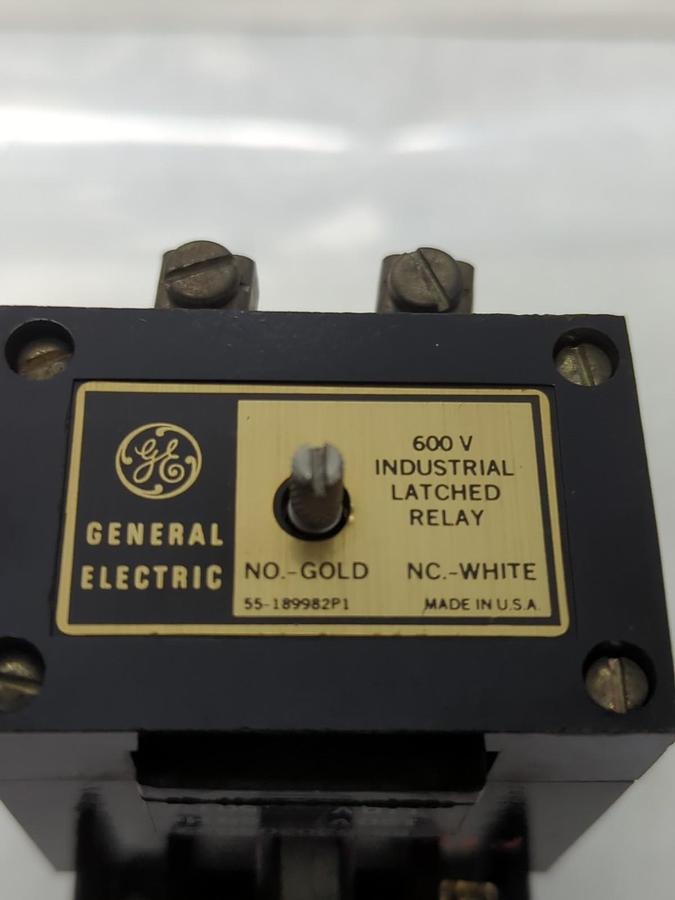 GE
GENERAL
ELECTRIC
600 V
INDUSTRIAL
LATCHED
RELAY
NO.-GOLD NC.-WHITE
55-189982P1 MADE IN U.S.A.